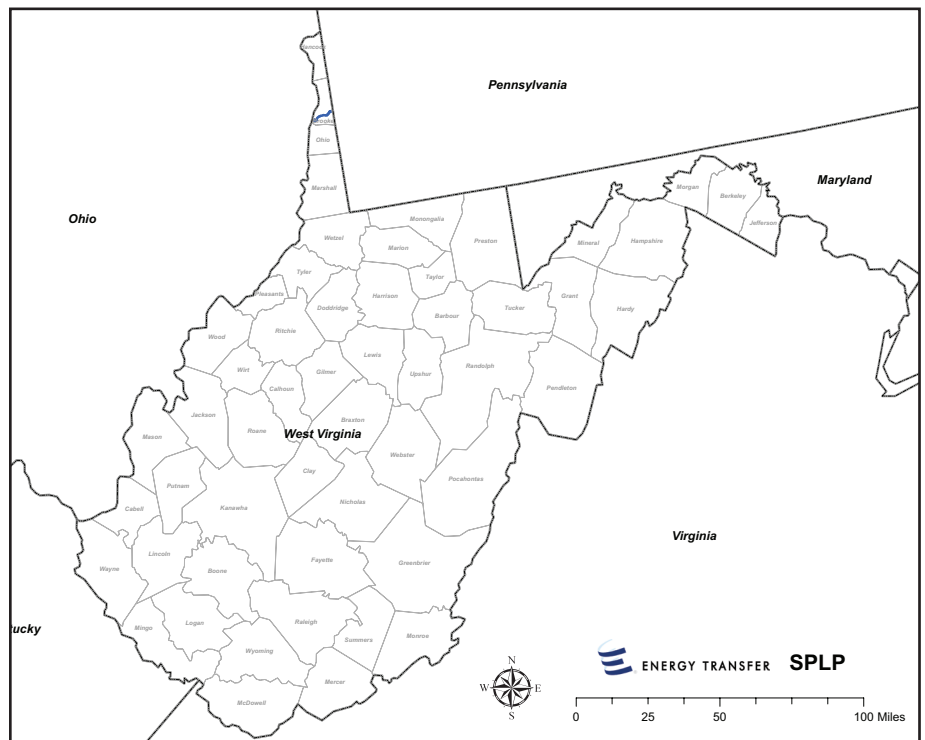 Hancock
Pennsylvania
Brooke
Ohio
Marshall
Morgan
Maryland
Berkeley
Jefferson
Ohio
Monongalia
Wetzel
Marion
Preston
Mineral
Hampshire
Tyler
Taylor
Pleasants
Harrison
Grant
Doddridge
Barbour
Tucker
Hardy
Wood
Ritchie
Lewis
Wirt
Gilmer
Upshur
Randolph
Calhoun
Pendleton
Jackson
Roane
Braxton
West Virginia
Mason
Webster
Clay
Pocahontas
Putnam
Nicholas
Cabell
Kanawha
Virginia
Lincoln
Fayette
Greenbrier
Wayne
Boone
Mingo
Logan
Raleigh
tucky
Summers
Monroe
Wyoming
Mercer
McDowell
N
W E
S
ENERGY TRANSFER SPLP
0 25 50 100 Miles